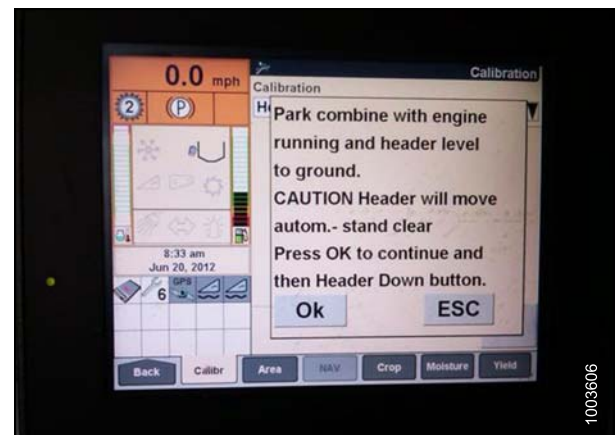 0.0 mph
Calibration
Calibration
2
P
He
Park combine with engine
running and header level
to ground.
CAUTION Header will move
autom.- stand clear
Press OK to continue and
then Header Down button.
Ok ESC
8:33 am
Jun 20, 2012
6
GPS
Back Calibr Area NAV Crop Moisture Yield
1003606